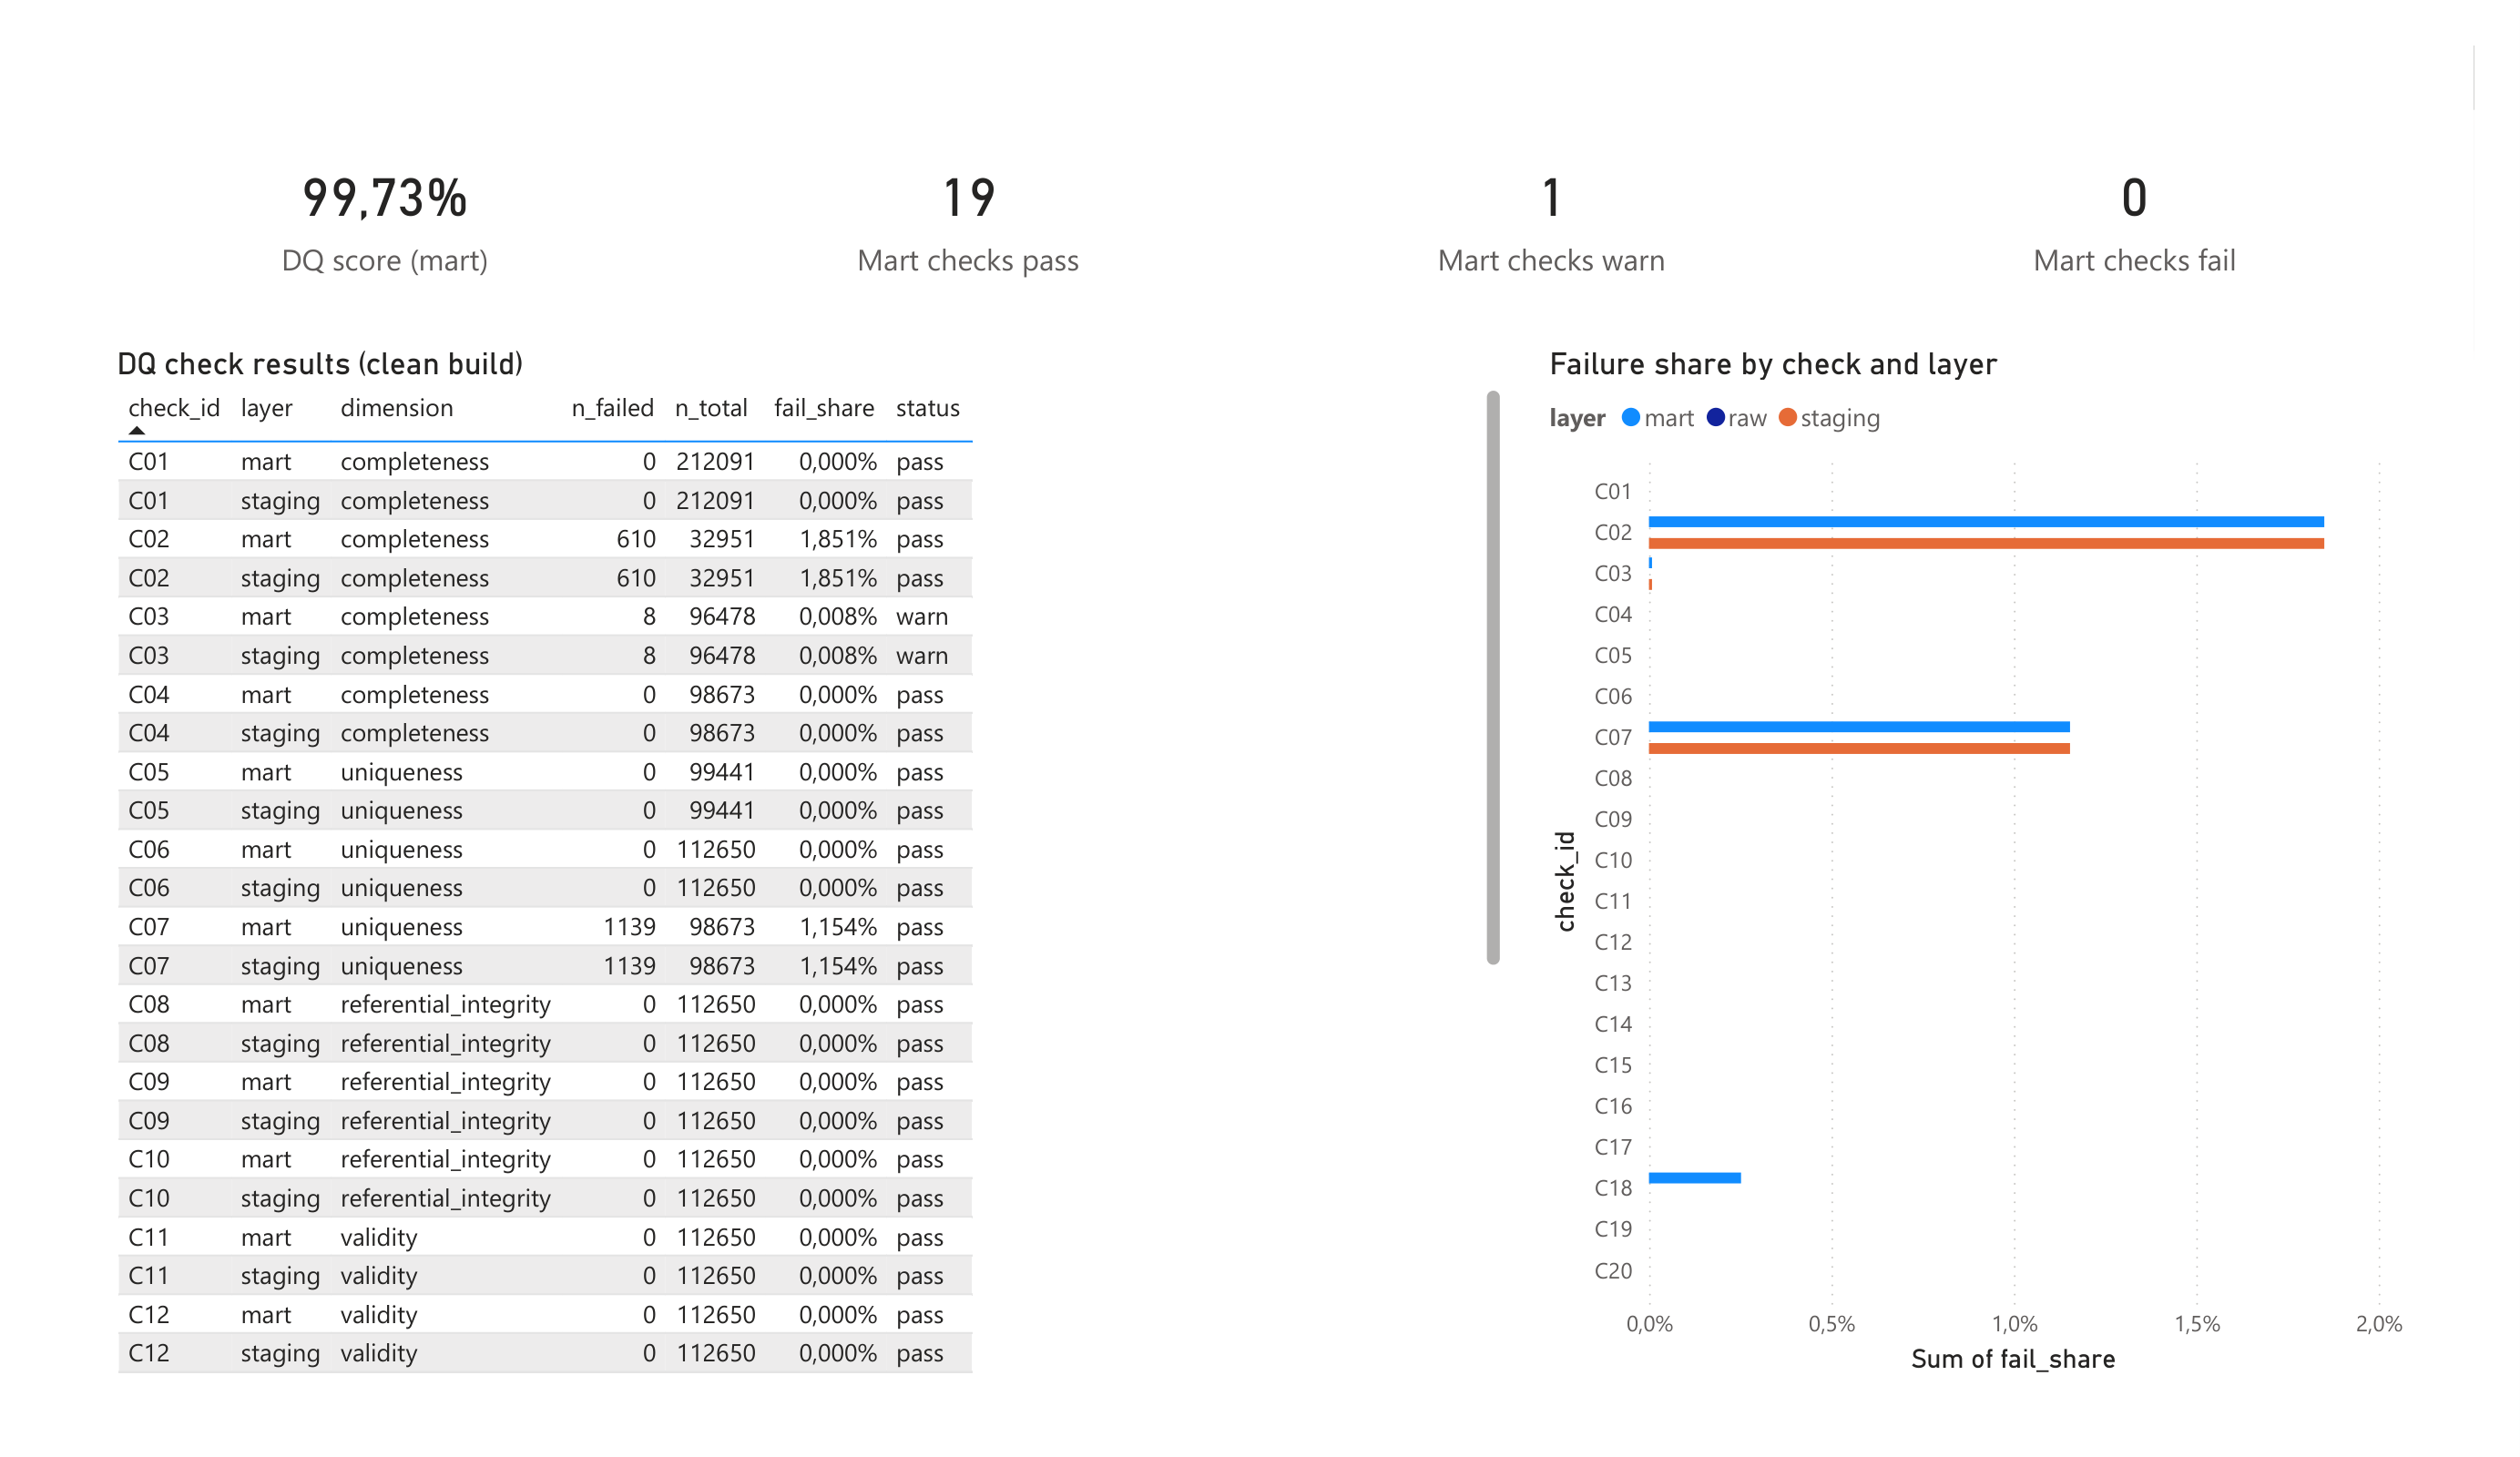 99,73%
DQ score (mart)
19
Mart checks pass
1
Mart checks warn
0
Mart checks fail
DQ check results (clean build)
check_id layer dimension n_failed n_total fail_share status
C01 mart completeness 0 212091 0,000% pass
C01 staging completeness 0 212091 0,000% pass
C02 mart completeness 610 32951 1,851% pass
C02 staging completeness 610 32951 1,851% pass
C03 mart completeness 8 96478 0,008% warn
C03 staging completeness 8 96478 0,008% warn
C04 mart completeness 0 98673 0,000% pass
C04 staging completeness 0 98673 0,000% pass
C05 mart uniqueness 0 99441 0,000% pass
C05 staging uniqueness 0 99441 0,000% pass
C06 mart uniqueness 0 112650 0,000% pass
C06 staging uniqueness 0 112650 0,000% pass
C07 mart uniqueness 1139 98673 1,154% pass
C07 staging uniqueness 1139 98673 1,154% pass
C08 mart referential_integrity 0 112650 0,000% pass
C08 staging referential_integrity 0 112650 0,000% pass
C09 mart referential_integrity 0 112650 0,000% pass
C09 staging referential_integrity 0 112650 0,000% pass
C10 mart referential_integrity 0 112650 0,000% pass
C10 staging referential_integrity 0 112650 0,000% pass
C11 mart validity 0 112650 0,000% pass
C11 staging validity 0 112650 0,000% pass
C12 mart validity 0 112650 0,000% pass
C12 staging validity 0 112650 0,000% pass
Failure share by check and layer
layer mart raw staging
check_id
C01
C02
C03
C04
C05
C06
C07
C08
C09
C10
C11
C12
C13
C14
C15
C16
C17
C18
C19
C20
0,0% 0,5% 1,0% 1,5% 2,0%
Sum of fail_share